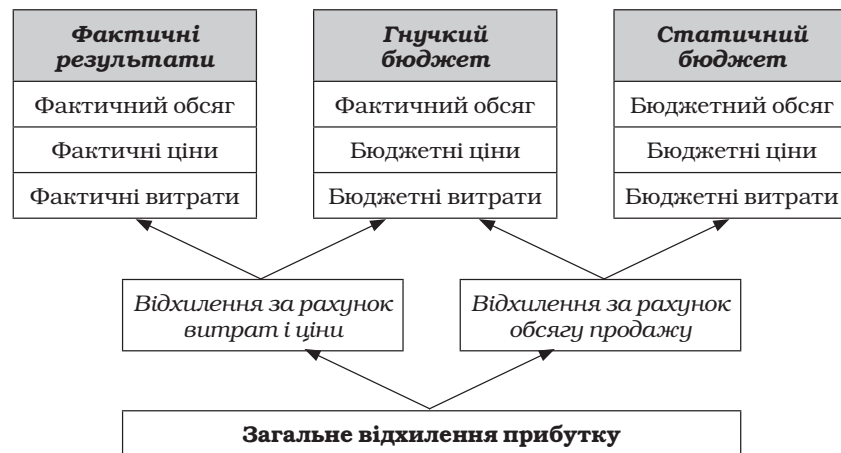 Фактичні
результати
Фактичний обсяг
Фактичні ціни
Фактичні витрати
Гнучкий
бюджет
Фактичний обсяг
Бюджетні ціни
Бюджетні витрати
Статичний
бюджет
Бюджетний обсяг
Бюджетні ціни
Бюджетні витрати
Відхилення за рахунок
витрат і ціни
Відхилення за рахунок
обсягу продажу
Загальне відхилення прибутку